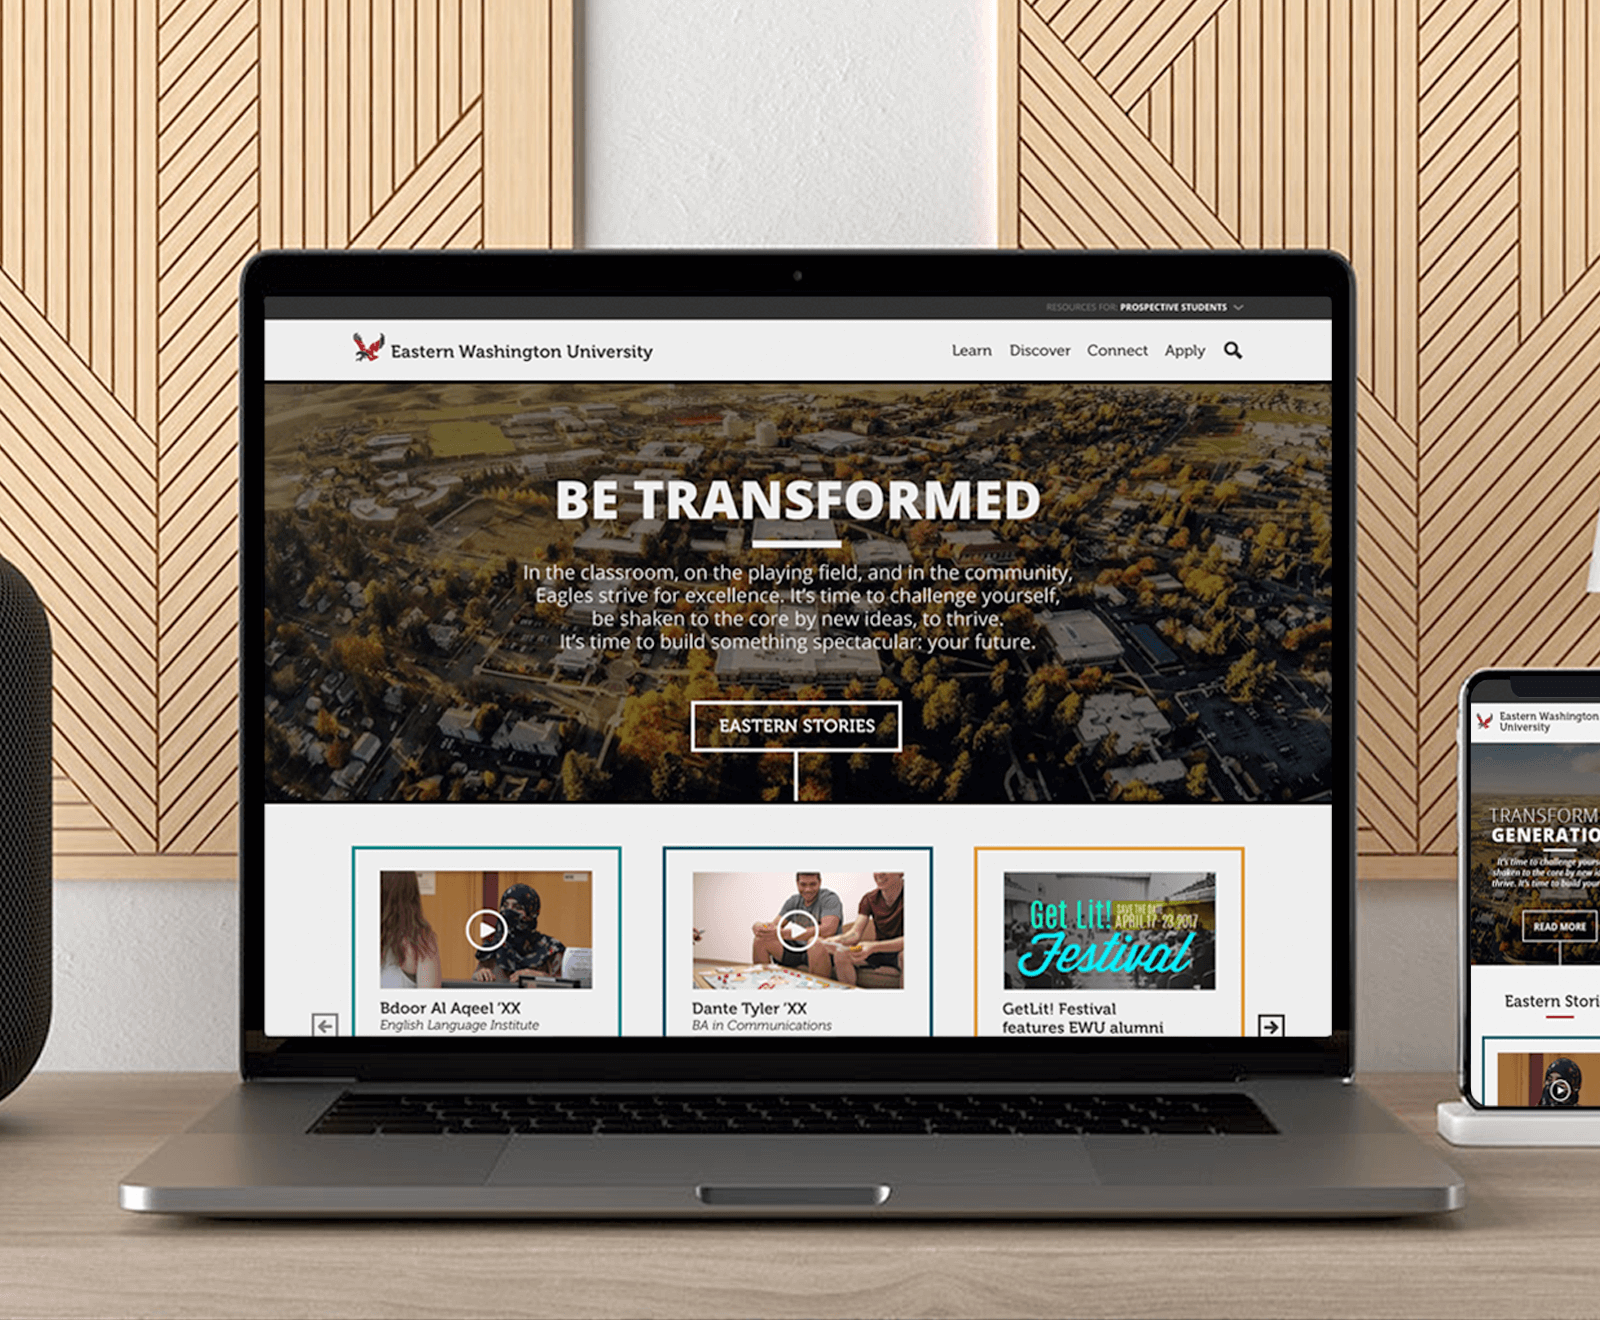 RESOURCES FOR: PROSPECTIVE STUDENTS
Eastern Washington University
Learn Discover Connect Apply
BE TRANSFORMED
In the classroom, on the playing field, and in the community,
Eagles strive for excellence. It's time to challenge yourself,
be shaken to the core by new ideas, to thrive.
It's time to build something spectacular: your future.
EASTERN STORIES
Bdoor Al Aqeel ’XX
English Language Institute
Dante Tyler ’XX
BA in Communications
Get Lit!
SAVE THE DATE
APRIL 17-23 2017
Festival
GetLit! Festival
features EWU alumni
Eastern Washington
University
TRANSFORM
GENERATIO
It's time to challenge yours
shaken to the core by new
thrive. It's time to build your
READ MORE
Eastern Stori